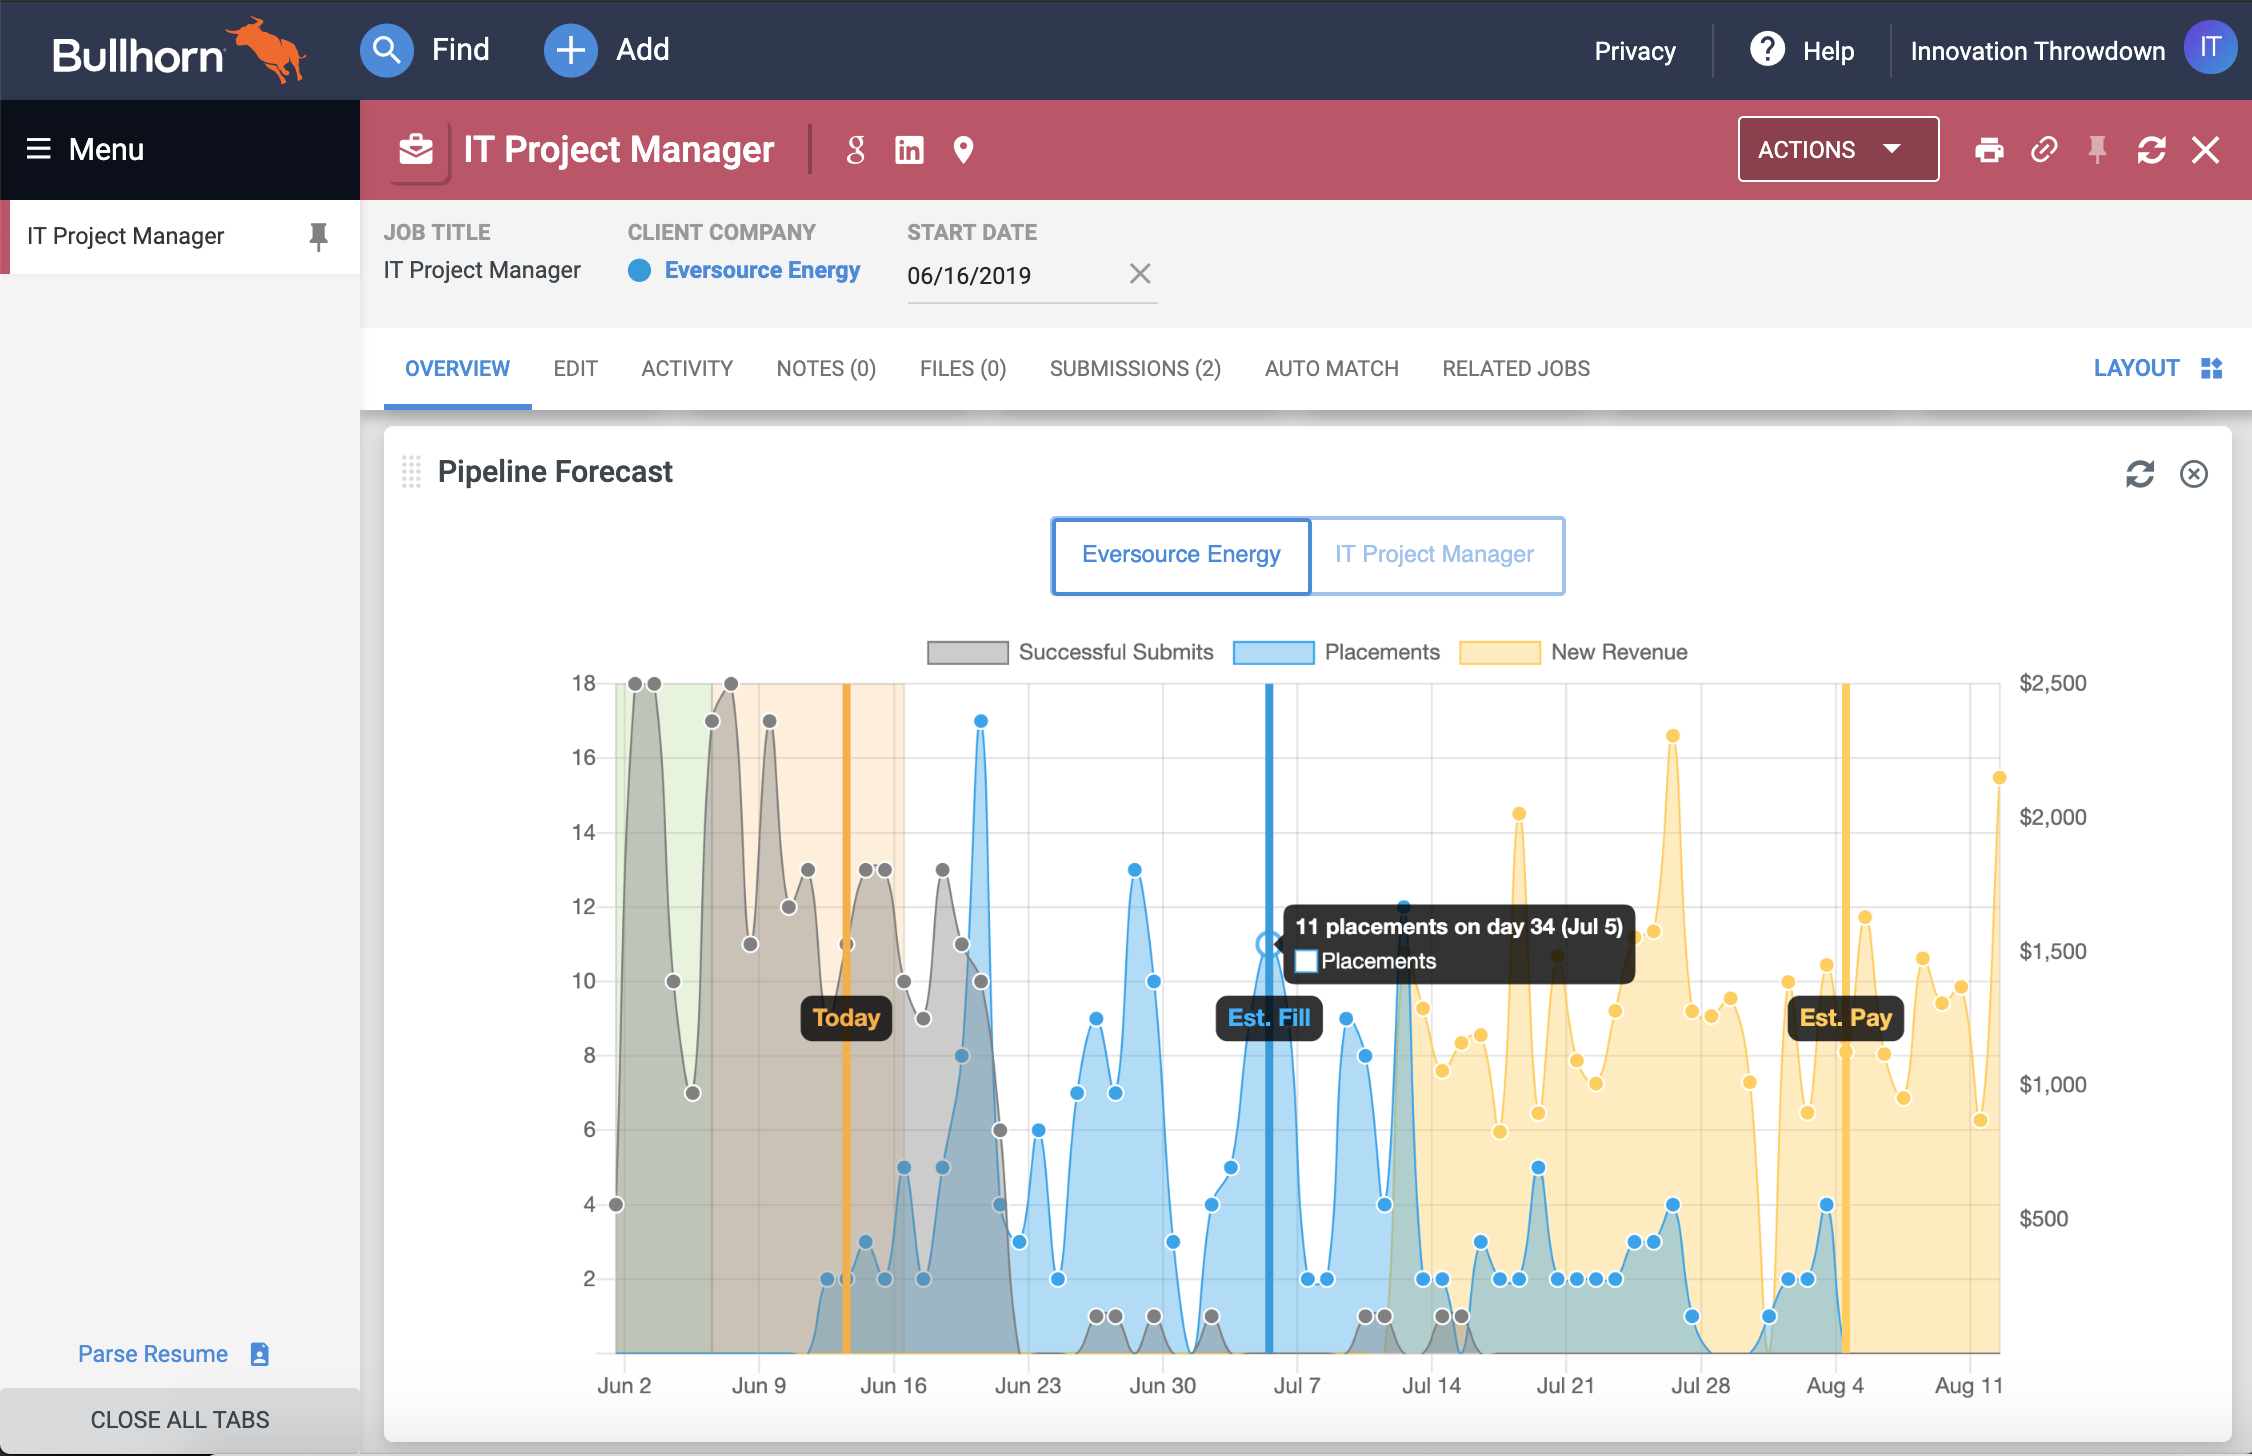 Bullhorn
Find
Add
Privacy
Help
Innovation Throwdown
IT
Menu
IT Project Manager
ACTIONS
IT Project Manager
JOB TITLE
CLIENT COMPANY
START DATE
IT Project Manager
Eversource Energy
06/16/2019
OVERVIEW
EDIT
ACTIVITY
NOTES (0)
FILES (0)
SUBMISSIONS (2)
AUTO MATCH
RELATED JOBS
LAYOUT
Pipeline Forecast
Eversource Energy
IT Project Manager
Successful Submits
Placements
New Revenue
18
16
14
12
10
8
6
4
2
$2,500
$2,000
$1,500
$1,000
$500
11 placements on day 34 (Jul 5)
Placements
Today
Est. Fill
Est. Pay
Jun 2
Jun 9
Jun 16
Jun 23
Jun 30
Jul 7
Jul 14
Jul 21
Jul 28
Aug 4
Aug 11
Parse Resume
CLOSE ALL TABS